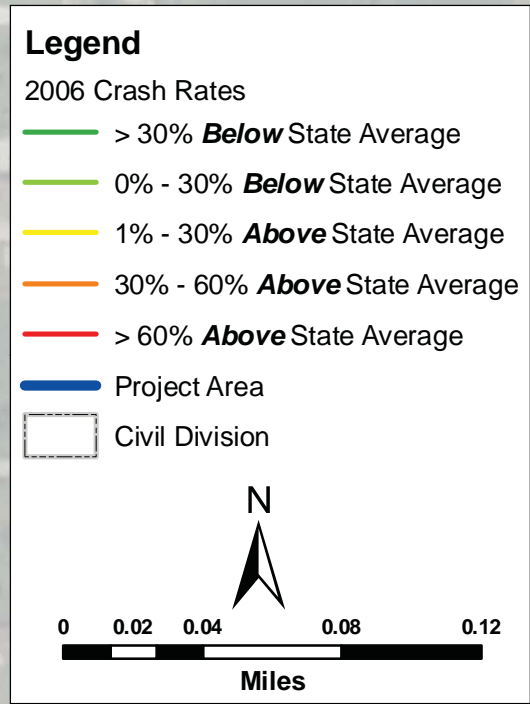 Legend
2006 Crash Rates
> 30% Below State Average
0% - 30% Below State Average
1% - 30% Above State Average
30% - 60% Above State Average
> 60% Above State Average
Project Area
Civil Division
N
0 0.02 0.04 0.08 0.12
Miles